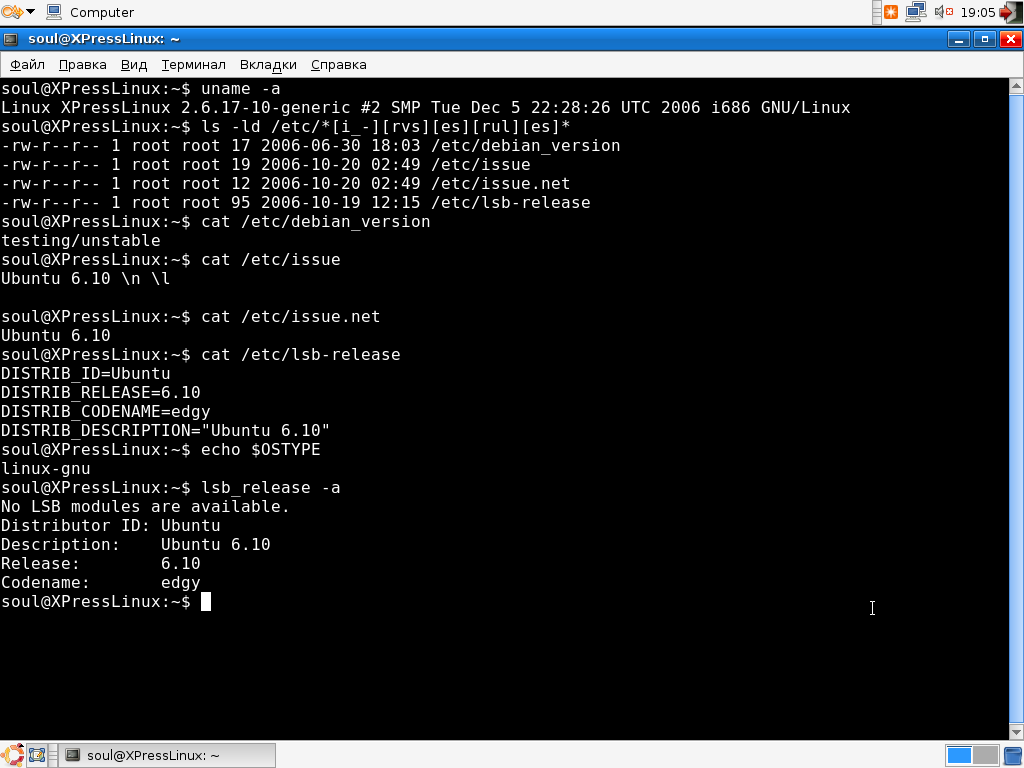 Computer
19:05
soul@XPressLinux: ~
Файл Правка Вид Терминал Вкладки Справка
soul@XPressLinux:~$ uname -a
Linux XPressLinux 2.6.17-10-generic #2 SMP Tue Dec 5 22:28:26 UTC 2006 i686 GNU/Linux
soul@XPressLinux:~$ ls -ld /etc/*[i_-][rvs][es][rul][es]*
-rw-r--r-- 1 root root 17 2006-06-30 18:03 /etc/debian_version
-rw-r--r-- 1 root root 19 2006-10-20 02:49 /etc/issue
-rw-r--r-- 1 root root 12 2006-10-20 02:49 /etc/issue.net
-rw-r--r-- 1 root root 95 2006-10-19 12:15 /etc/lsb-release
soul@XPressLinux:~$ cat /etc/debian_version
testing/unstable
soul@XPressLinux:~$ cat /etc/issue
Ubuntu 6.10 \n \l

soul@XPressLinux:~$ cat /etc/issue.net
Ubuntu 6.10
soul@XPressLinux:~$ cat /etc/lsb-release
DISTRIB_ID=Ubuntu
DISTRIB_RELEASE=6.10
DISTRIB_CODENAME=edgy
DISTRIB_DESCRIPTION="Ubuntu 6.10"
soul@XPressLinux:~$ echo $OSTYPE
linux-gnu
soul@XPressLinux:~$ lsb_release -a
No LSB modules are available.
Distributor ID: Ubuntu
Description:    Ubuntu 6.10
Release:        6.10
Codename:       edgy
soul@XPressLinux:~$
soul@XPressLinux: ~